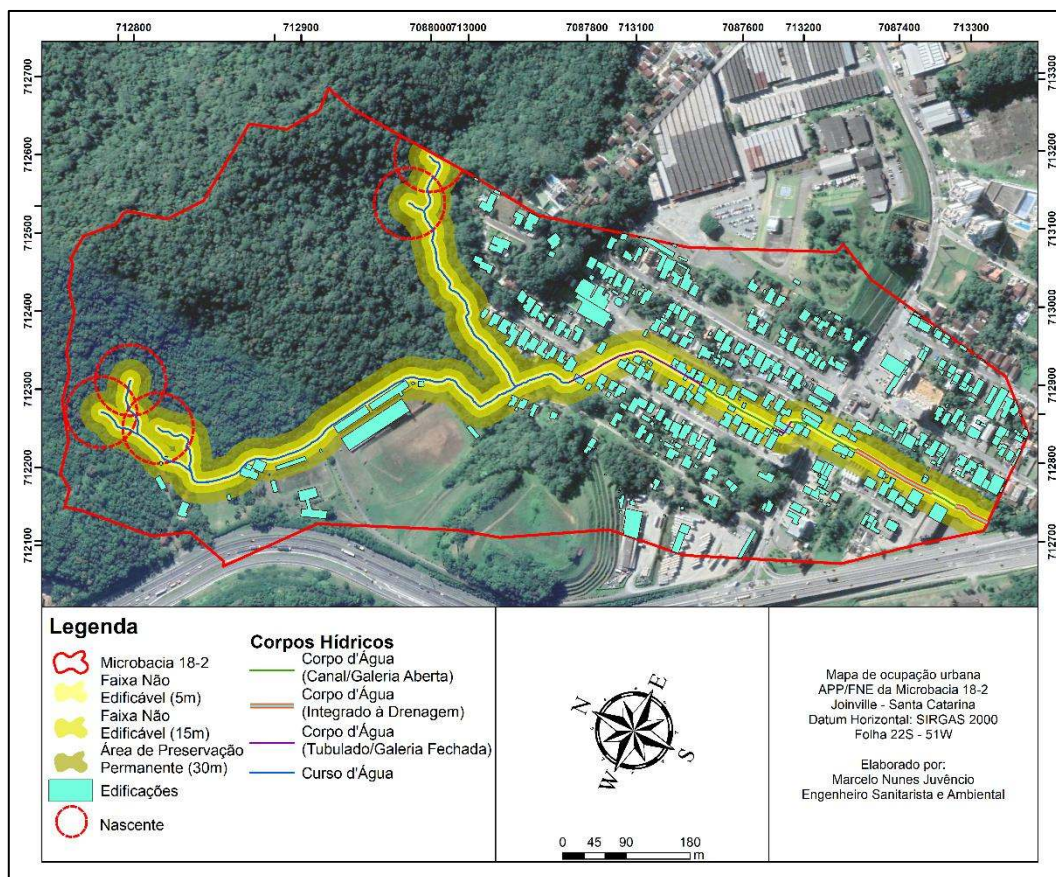 712800
712900
7088000
713000
7087800
713100
7087600
713200
7087400
713300
712700
712600
712500
712400
712300
712200
712100
713300
713200
713100
713000
712900
712800
712700
Legenda
Microbacia 18-2
Faixa Não
Edificável (5m)
Faixa Não
Edificável (15m)
Área de Preservação
Permanente (30m)
Edificações
Nascente
Corpos Hídricos
Corpo d'Água
(Canal/Galeria Aberta)
Corpo d'Água
(Integrado à Drenagem)
Corpo d'Água
(Tubulado/Galeria Fechada)
Curso d'Água
N
E
W
S
0 45 90 180
m
Mapa de ocupação urbana
APP/FNE da Microbacia 18-2
Joinville - Santa Catarina
Datum Horizontal: SIRGAS 2000
Folha 22S - 51W
Elaborado por:
Marcelo Nunes Juvêncio
Engenheiro Sanitarista e Ambiental